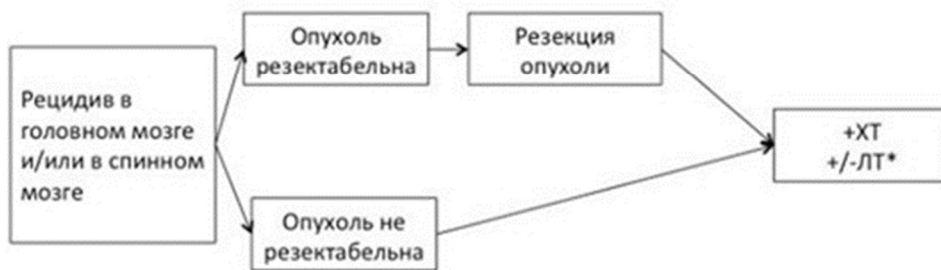 Рецидив в
головном мозге
и/или в спинном
мозге
Опухоль
резектабельна
Резекция
опухоли
Опухоль не
резектабельна
+ХТ
+/-ЛТ*